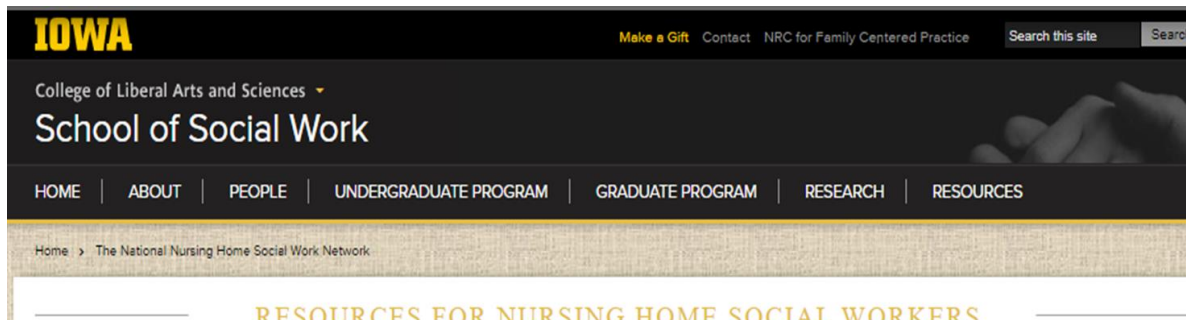 IOWA
Make a Gift Contact NRC for Family Centered Practice Search this site Searc
College of Liberal Arts and Sciences
School of Social Work
HOME ABOUT PEOPLE UNDERGRADUATE PROGRAM GRADUATE PROGRAM RESEARCH RESOURCES
Home > The National Nursing Home Social Work Network
RESOURCES FOR NURSING HOME SOCIAL WORKERS